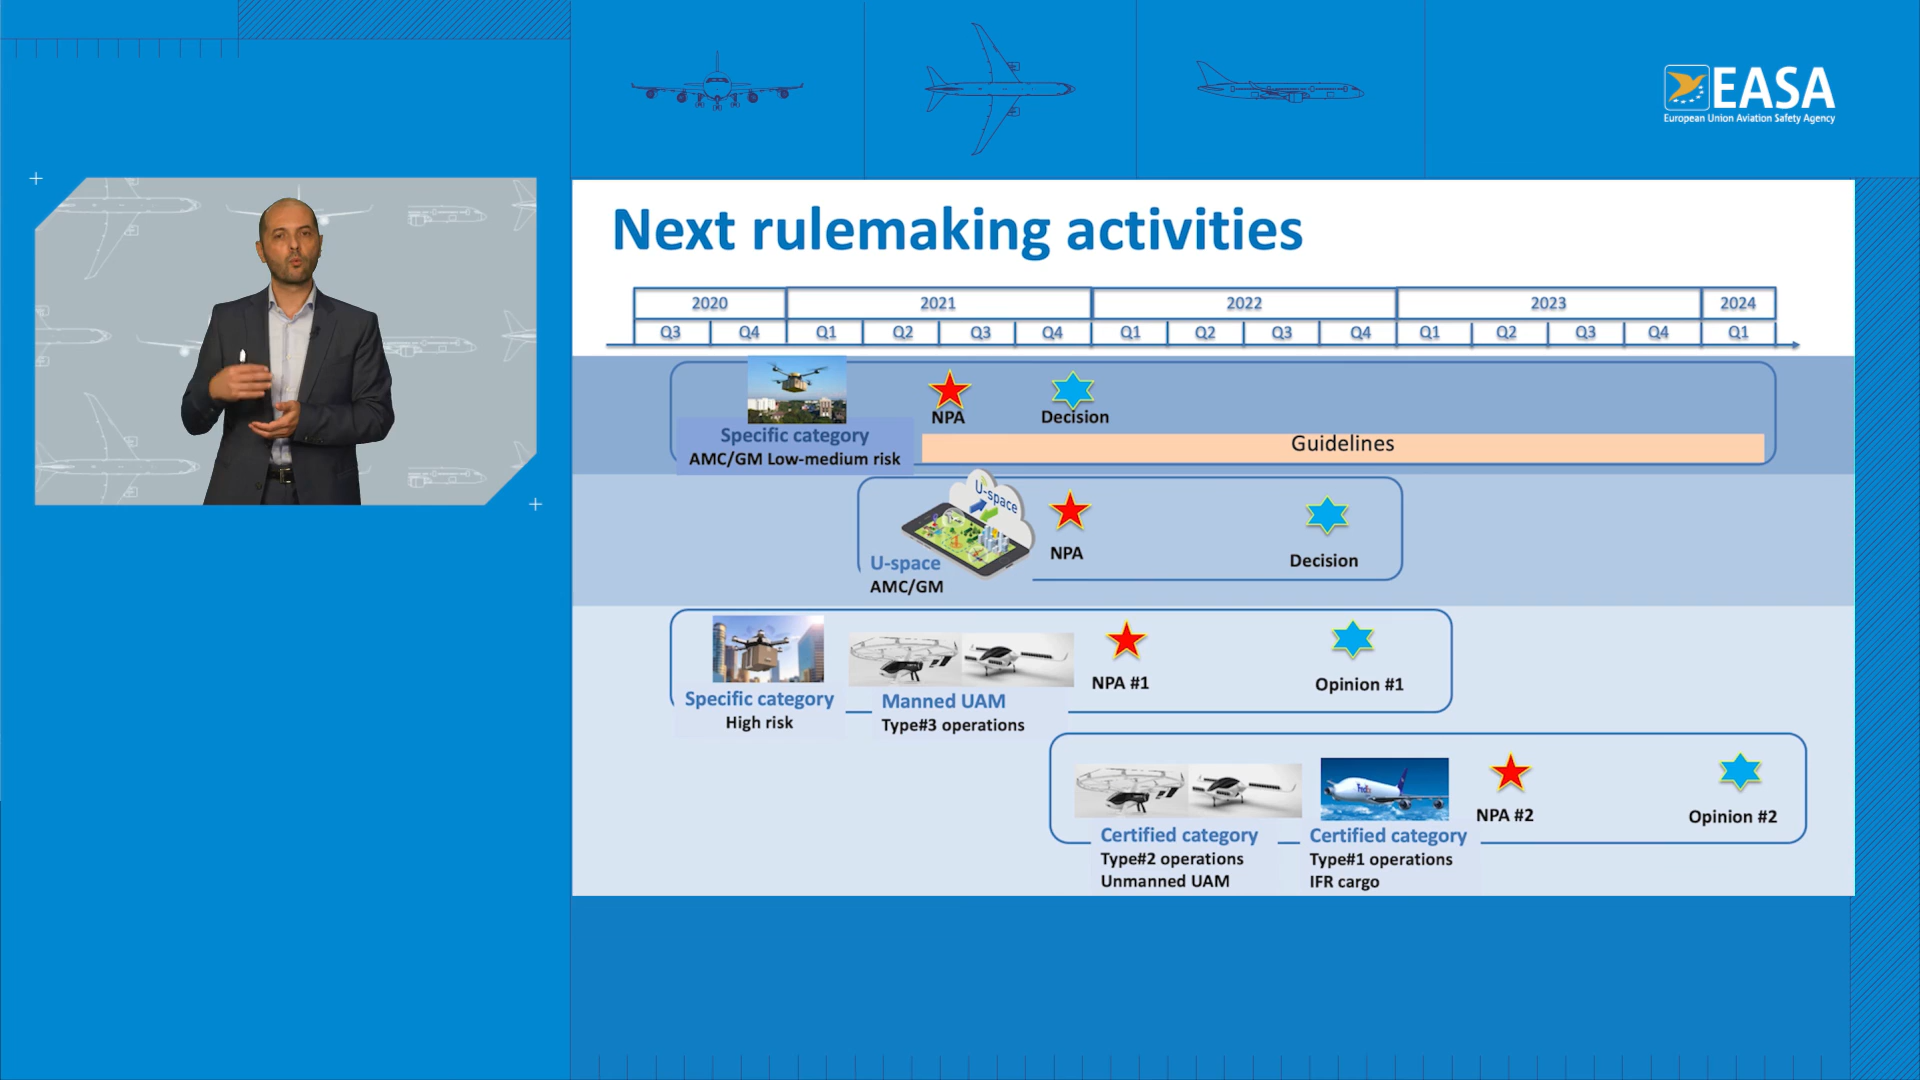 EASA
European Union Aviation Safety Agency
Next rulemaking activities
2020 2021 2022 2023 2024
Q3 Q4 Q1 Q2 Q3 Q4 Q1 Q2 Q3 Q4 Q1 Q2 Q3 Q4 Q1
NPA Decision
Specific category
AMC/GM Low-medium risk
Guidelines
U-space
NPA Decision
U-space
AMC/GM
NPA #1 Opinion #1
Specific category
High risk
Manned UAM
Type#3 operations
FedEx
NPA #2 Opinion #2
Certified category
Type#2 operations
Unmanned UAM
Certified category
Type#1 operations
IFR cargo